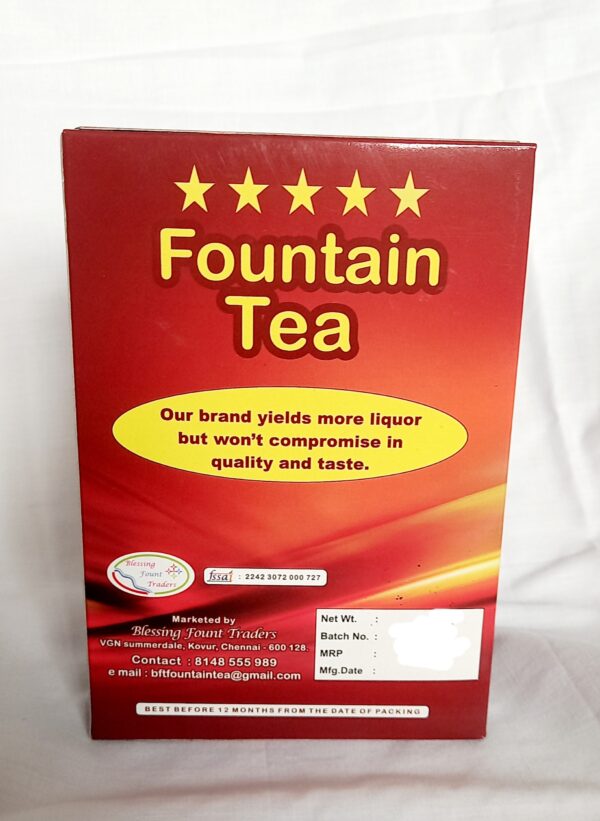 Fountain
Tea
Our brand yields more liquor
but won't compromise in
quality and taste.
Blessing
Fount
Traders
fssai : 2242 3072 000 727
Marketed by
Blessing Fount Traders
VGN summerdale, Kovur, Chennai - 600 128.
Contact : 8148 555 989
e mail : bftfountaintea@gmail.com
Net Wt. :
Batch No. :
MRP :
Mfg.Date :
BEST BEFORE 12 MONTHS FROM THE DATE OF PACKING